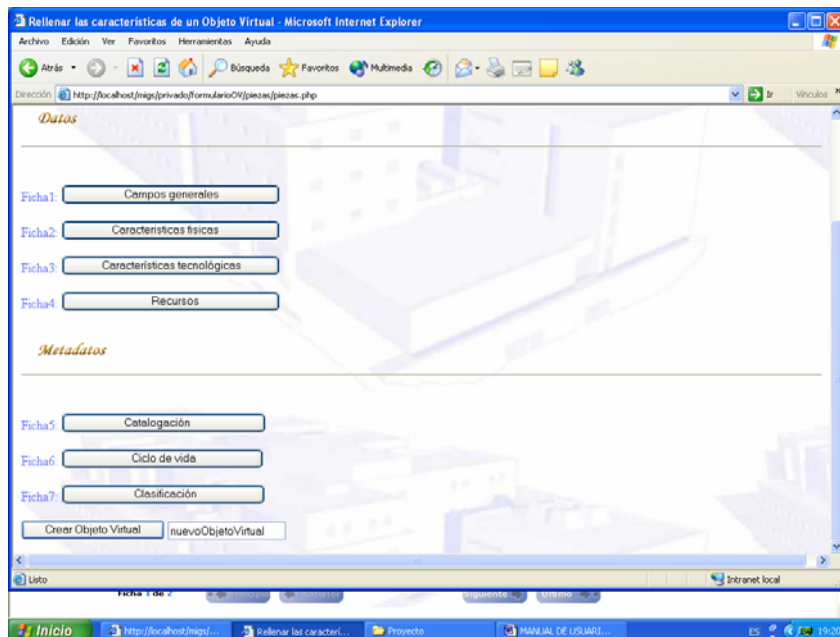 Rellenar las características de un Objeto Virtual - Microsoft Internet Explorer
Archivo Edición Ver Favoritos Herramientas Ayuda
Atrás Búsqueda Favoritos Multimedia
Dirección http://localhost/migs/privado/formularioOV/piezas/piezas.php Ir Vínculos »
Datos
Ficha1: Campos generales
Ficha2: Caracteristicas fisicas
Ficha3: Características tecnológicas
Ficha4: Recursos
Metadatos
Ficha5: Catalogación
Ficha6: Ciclo de vida
Ficha7: Clasificación
Crear Objeto Virtual nuevoObjetoVirtual
Listo Intranet local
Ficha 1 de 2 Principio Anterior Siguiente Último
Inicio http://localhost/migs/... Rellenar las caracterí... Proyecto MANUAL DE USUARI... ES 19:20